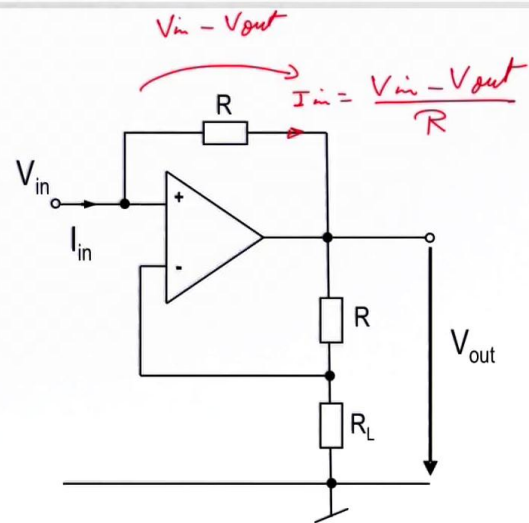 Vin - Vout
Iin = Vin - Vout
R
R
Vin
+
Iin
-
R
Vout
RL